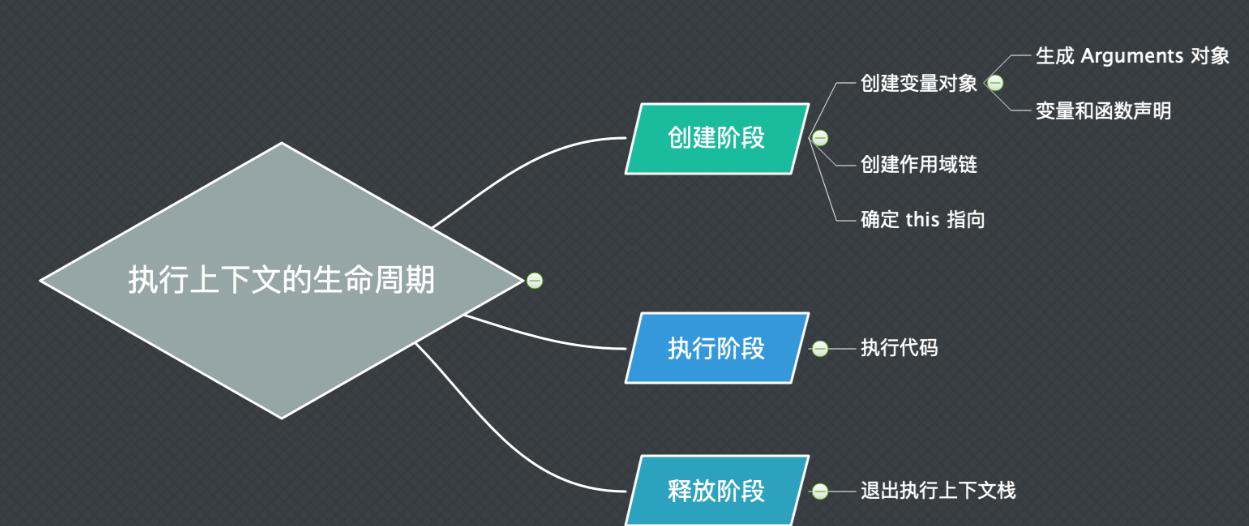 执行上下文的生命周期
创建阶段
创建变量对象
生成 Arguments 对象
变量和函数声明
创建作用域链
确定 this 指向
执行阶段
执行代码
释放阶段
退出执行上下文栈